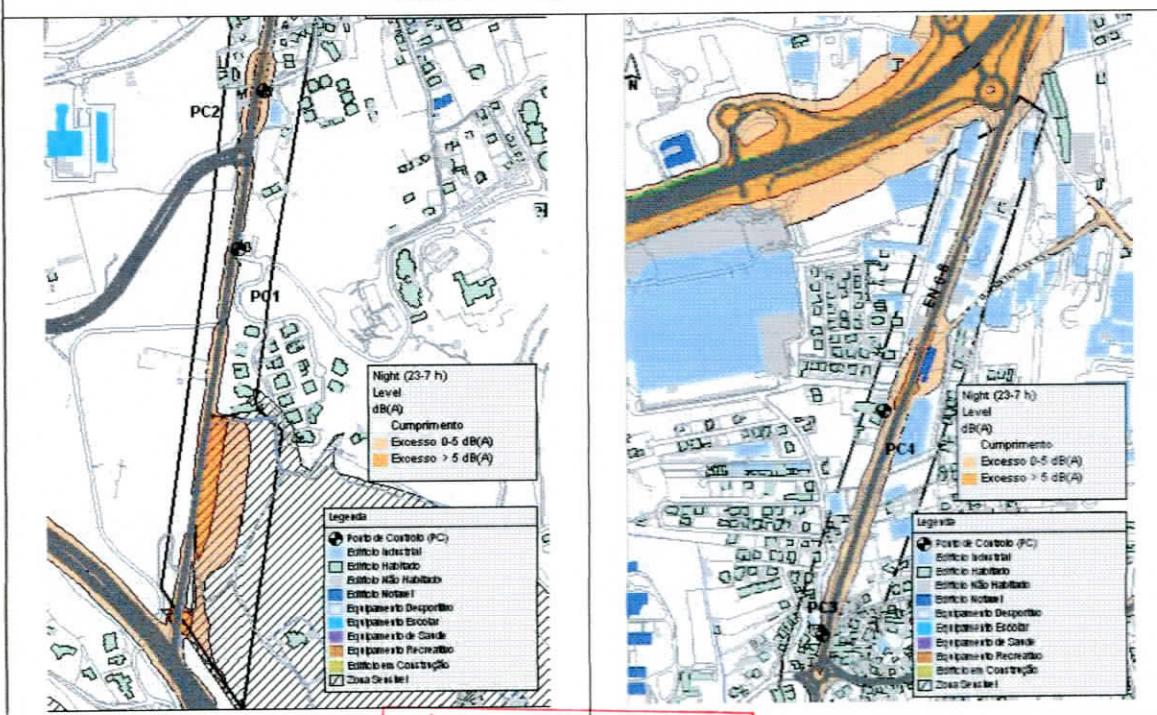 PC2
PC1
Night (23-7 h)
Level
dB(A)
Cumprimento
Excesso 0-5 dB(A)
Excesso > 5 dB(A)
Legenda
Ponto de Controlo (PC)
Edifício Industrial
Edifício Habitado
Edifício Não Habitado
Edifício Notável
Equipamento Desportivo
Equipamento Escolar
Equipamento de Saúde
Equipamento Recreativo
Edifício em Construção
Zona Sensível
N
EN 6-8
PC4
PC3
Night (23-7 h)
Level
dB(A)
Cumprimento
Excesso 0-5 dB(A)
Excesso > 5 dB(A)
Legenda
Ponto de Controlo (PC)
Edifício Industrial
Edifício Habitado
Edifício Não Habitado
Edifício Notável
Equipamento Desportivo
Equipamento Escolar
Equipamento de Saúde
Equipamento Recreativo
Edifício em Construção
Zona Sensível